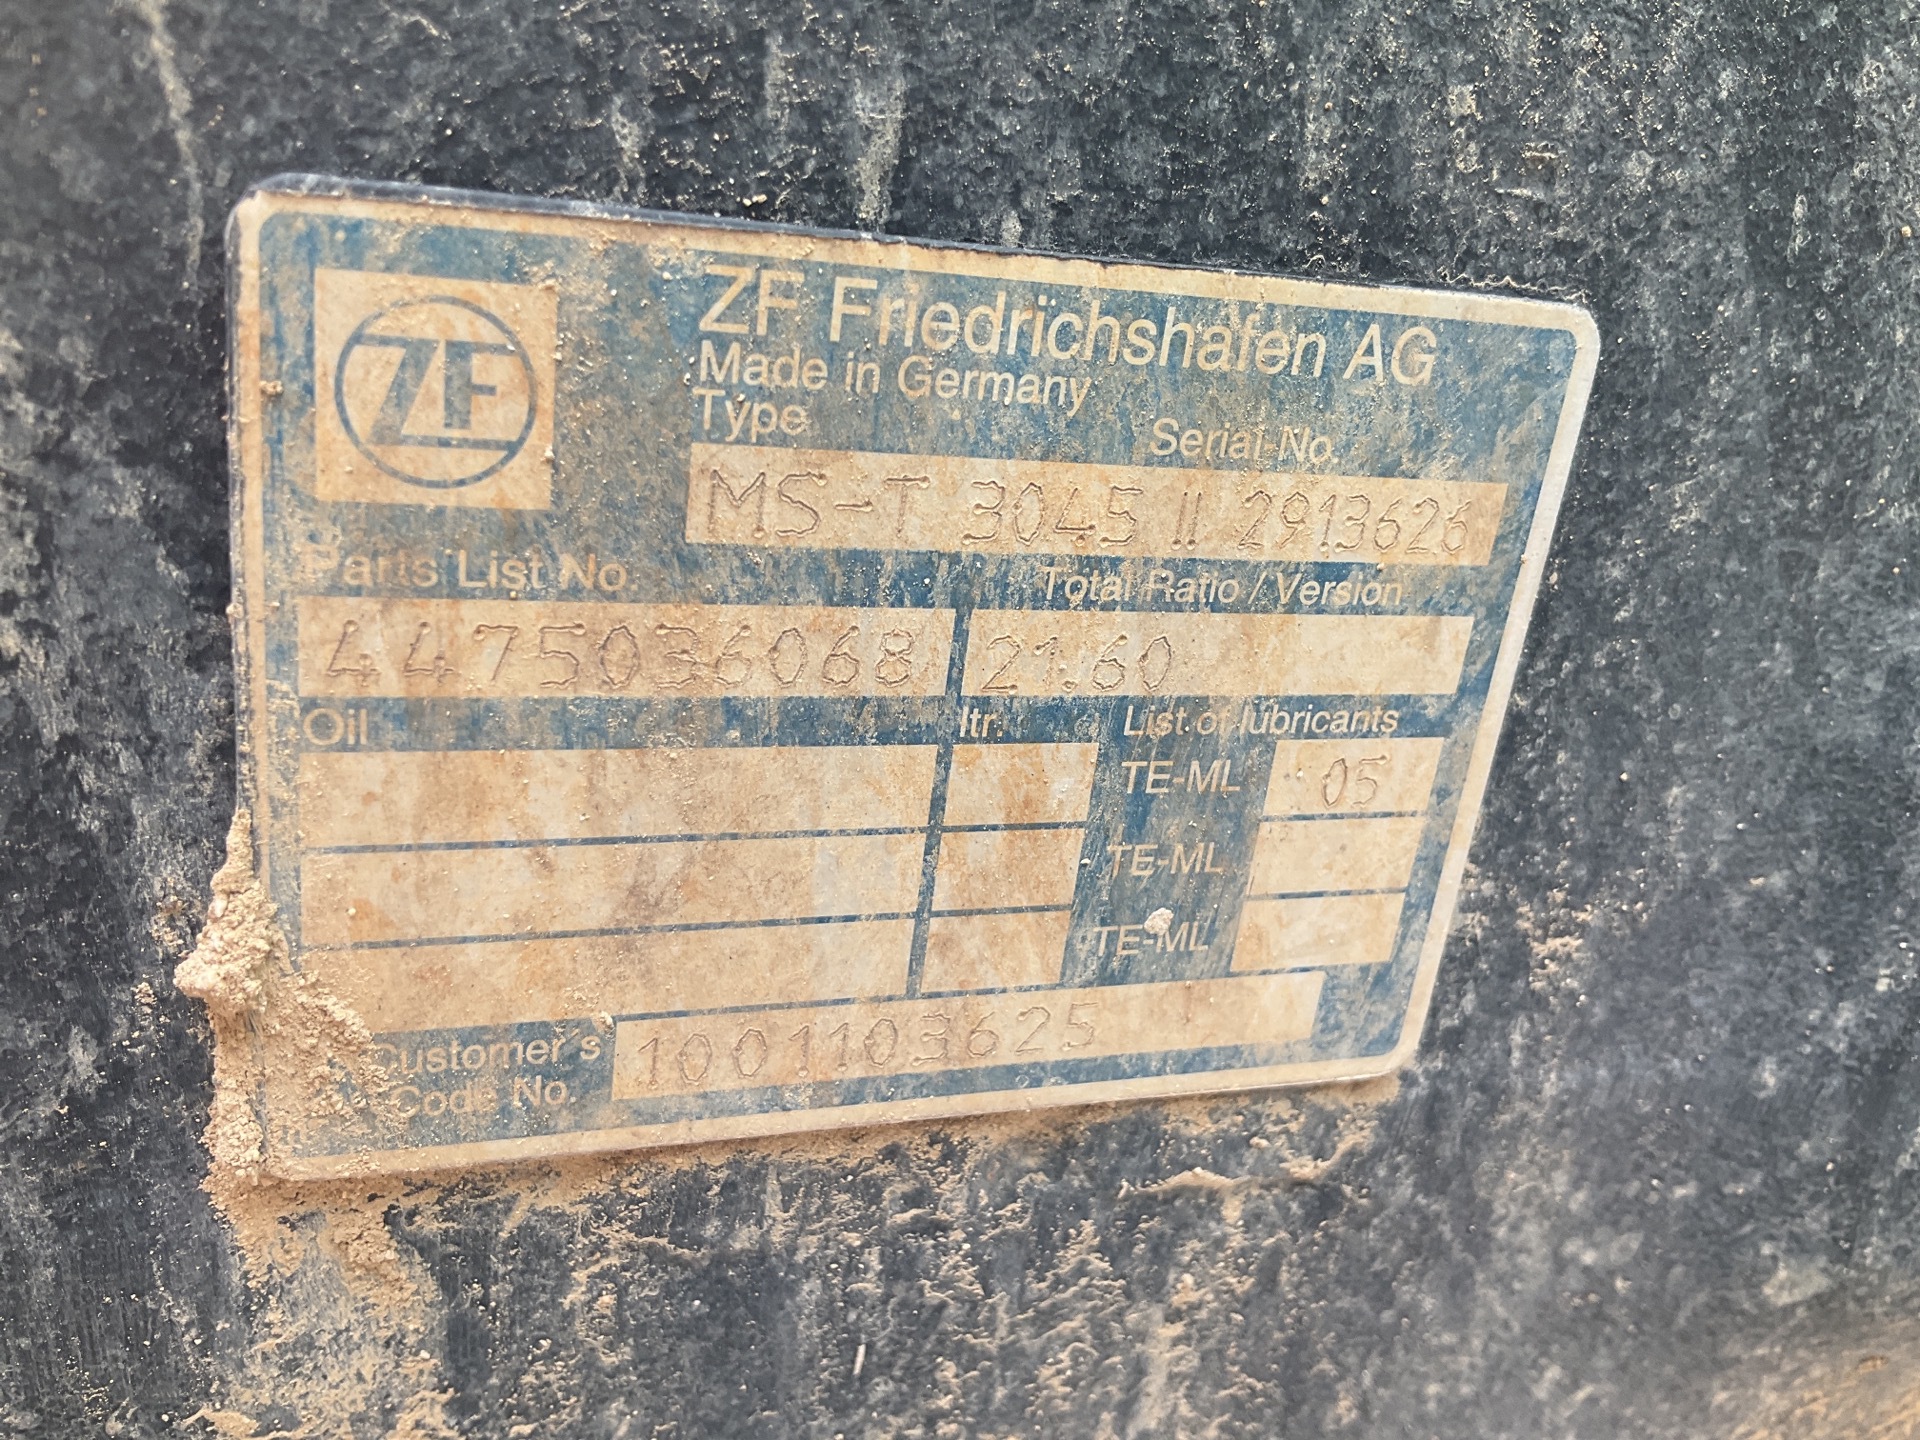 ZF
ZF Friedrichshafen AG
Made in Germany
Type Serial-No.
MS-T 3045 II 2913626
Parts List No. Total Ratio / Version
4475036068 21.60
Oil ltr. List of lubricants
TE-ML 05
TE-ML
TE-ML
Customer's
Code No. 1001103625